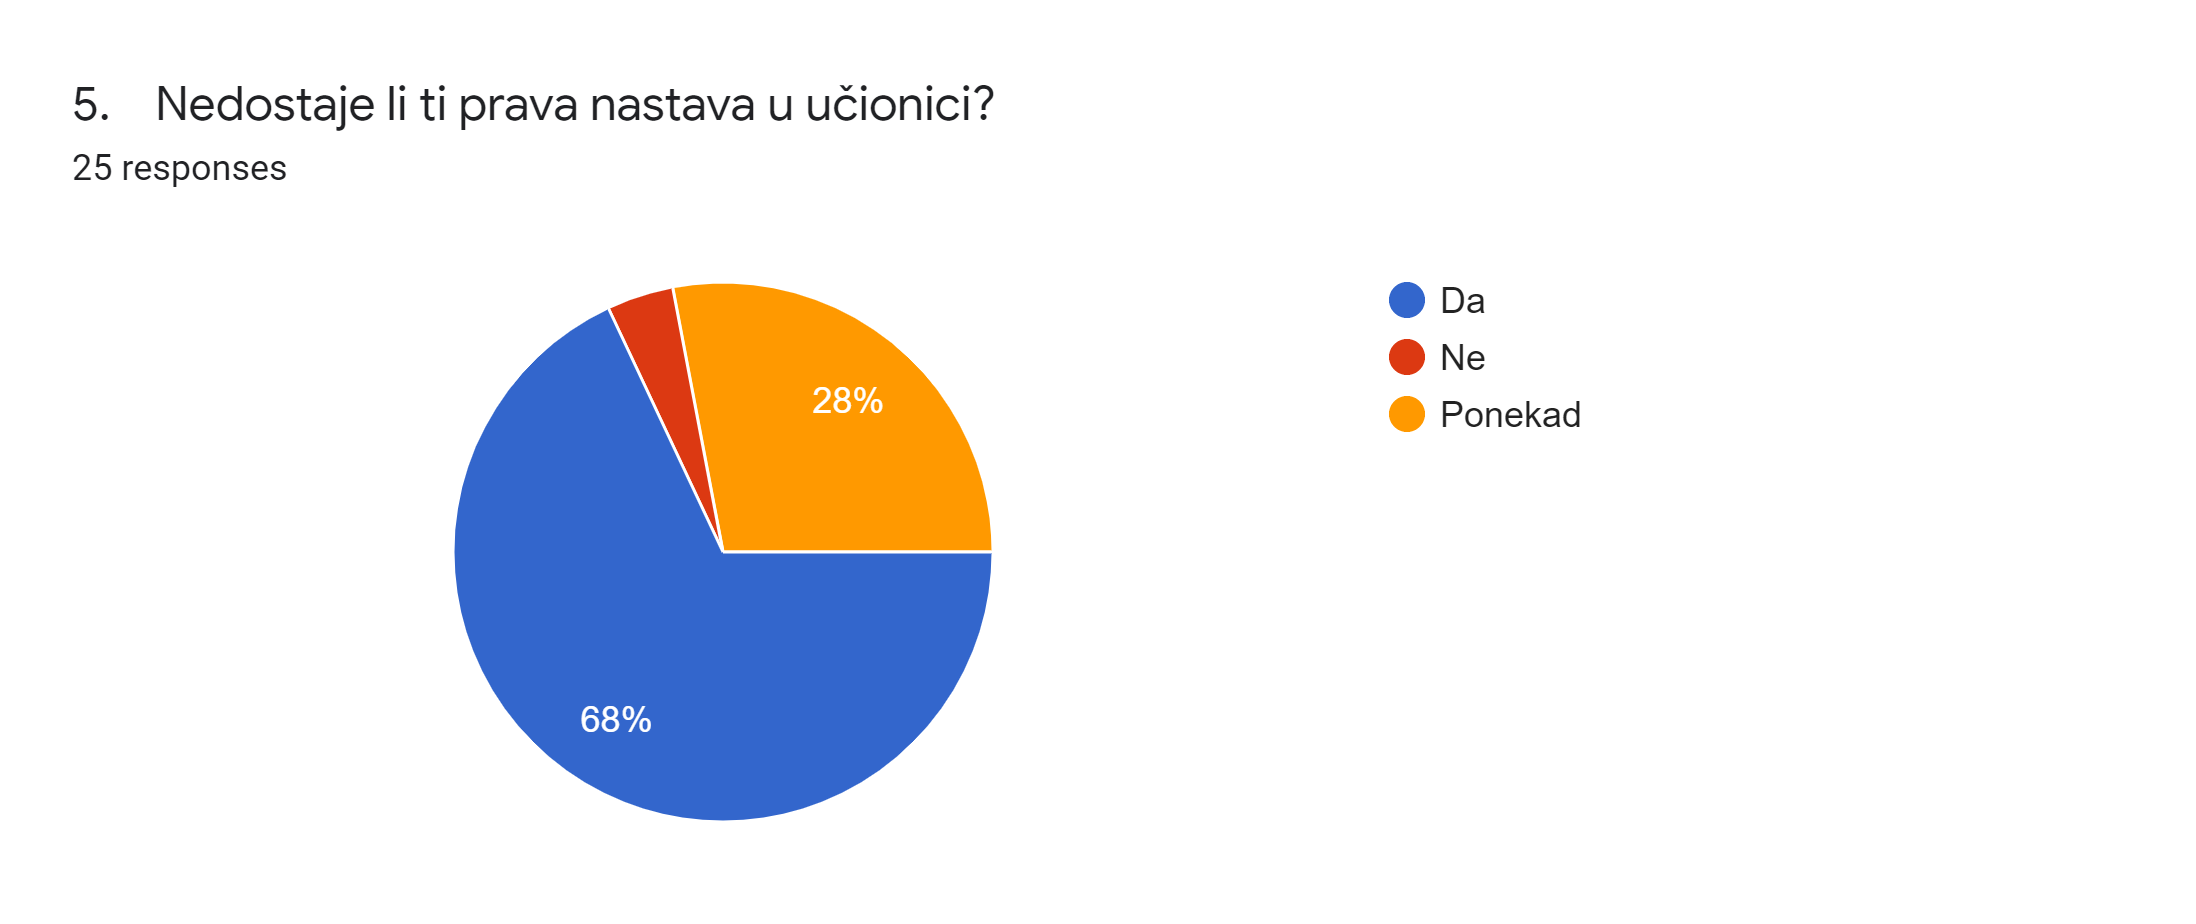 5. Nedostaje li ti prava nastava u učionici?
25 responses
Da
Ne
Ponekad
28%
68%